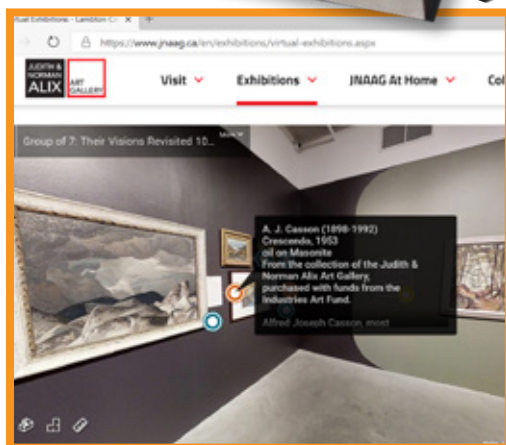 tual Exhibitions - Lambton Co
https://www.jnaag.ca/en/exhibitions/virtual-exhibitions.aspx
JUDITH &
NORMAN
ALIX ART
GALLERY
Visit
Exhibitions
JNAAG At Home
Col
Group of 7: Their Visions Revisited 10...
More
A. J. Casson (1898-1992)
Crescendo, 1953
oil on Masonite
From the collection of the Judith &
Norman Alix Art Gallery,
purchased with funds from the
Industries Art Fund.
Alfred Joseph Casson, most